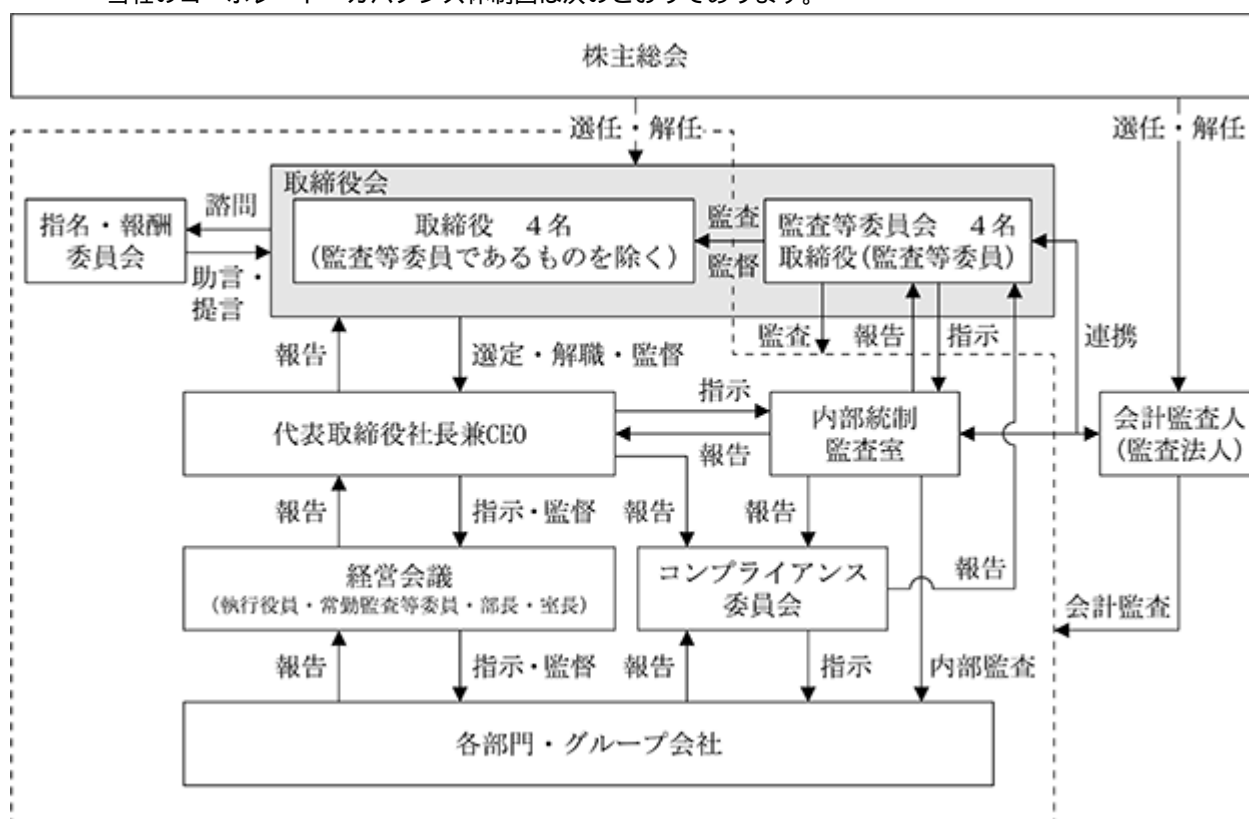 当社のコーポレート・ガバナンス体制図は次のとおりであります。
株主総会
選任・解任
選任・解任
取締役会
指名・報酬
委員会
諮問
助言・
提言
取締役 4名
(監査等委員であるものを除く)
監査
監督
監査等委員会 4名
取締役(監査等委員)
報告
選定・解職・監督
監査
報告
指示
連携
代表取締役社長兼CEO
指示
報告
内部統制
監査室
会計監査人
(監査法人)
報告
指示・監督
報告
報告
経営会議
(執行役員・常勤監査等委員・部長・室長)
コンプライアンス
委員会
報告
会計監査
報告
指示・監督
報告
指示
内部監査
各部門・グループ会社